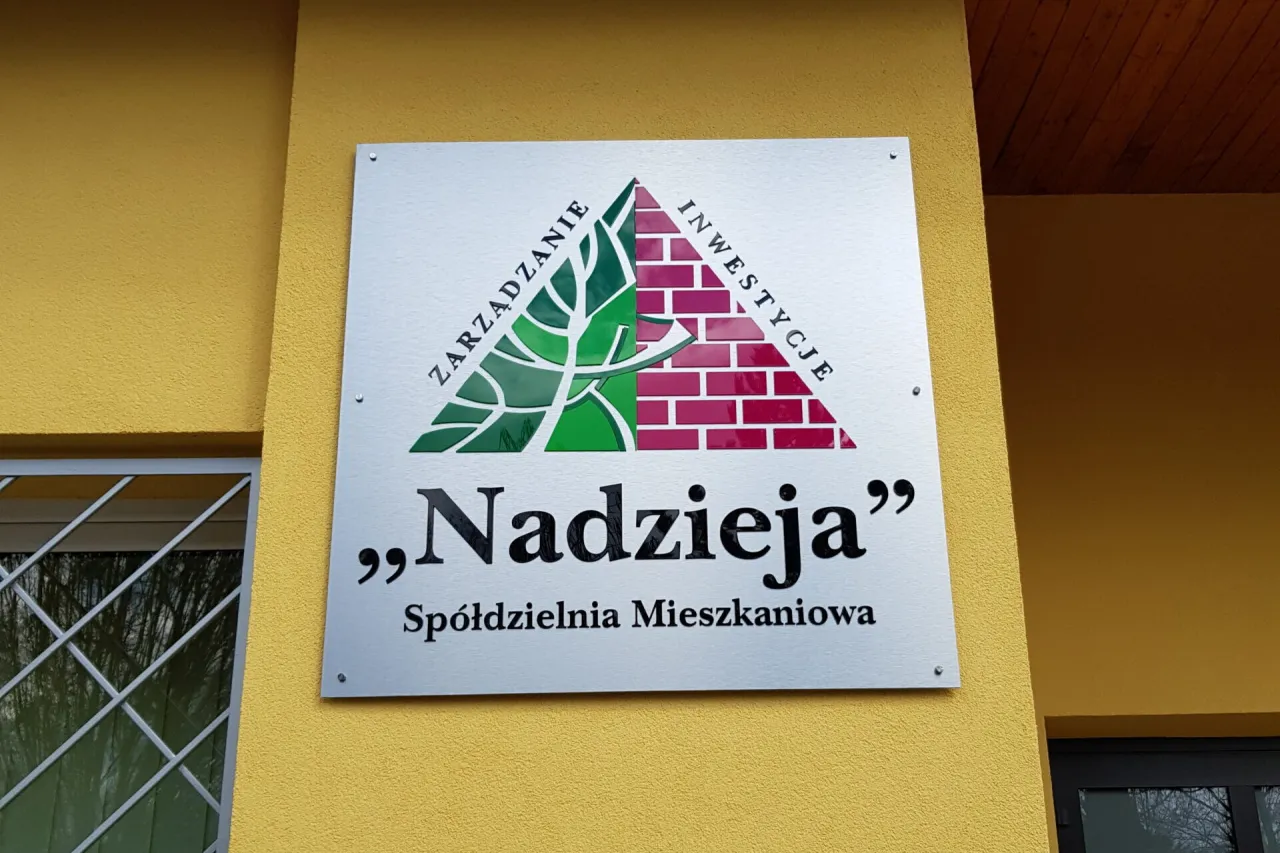 ZARZĄDZANIE
INWESTYCJE
„Nadzieja”
Spółdzielnia Mieszkaniowa